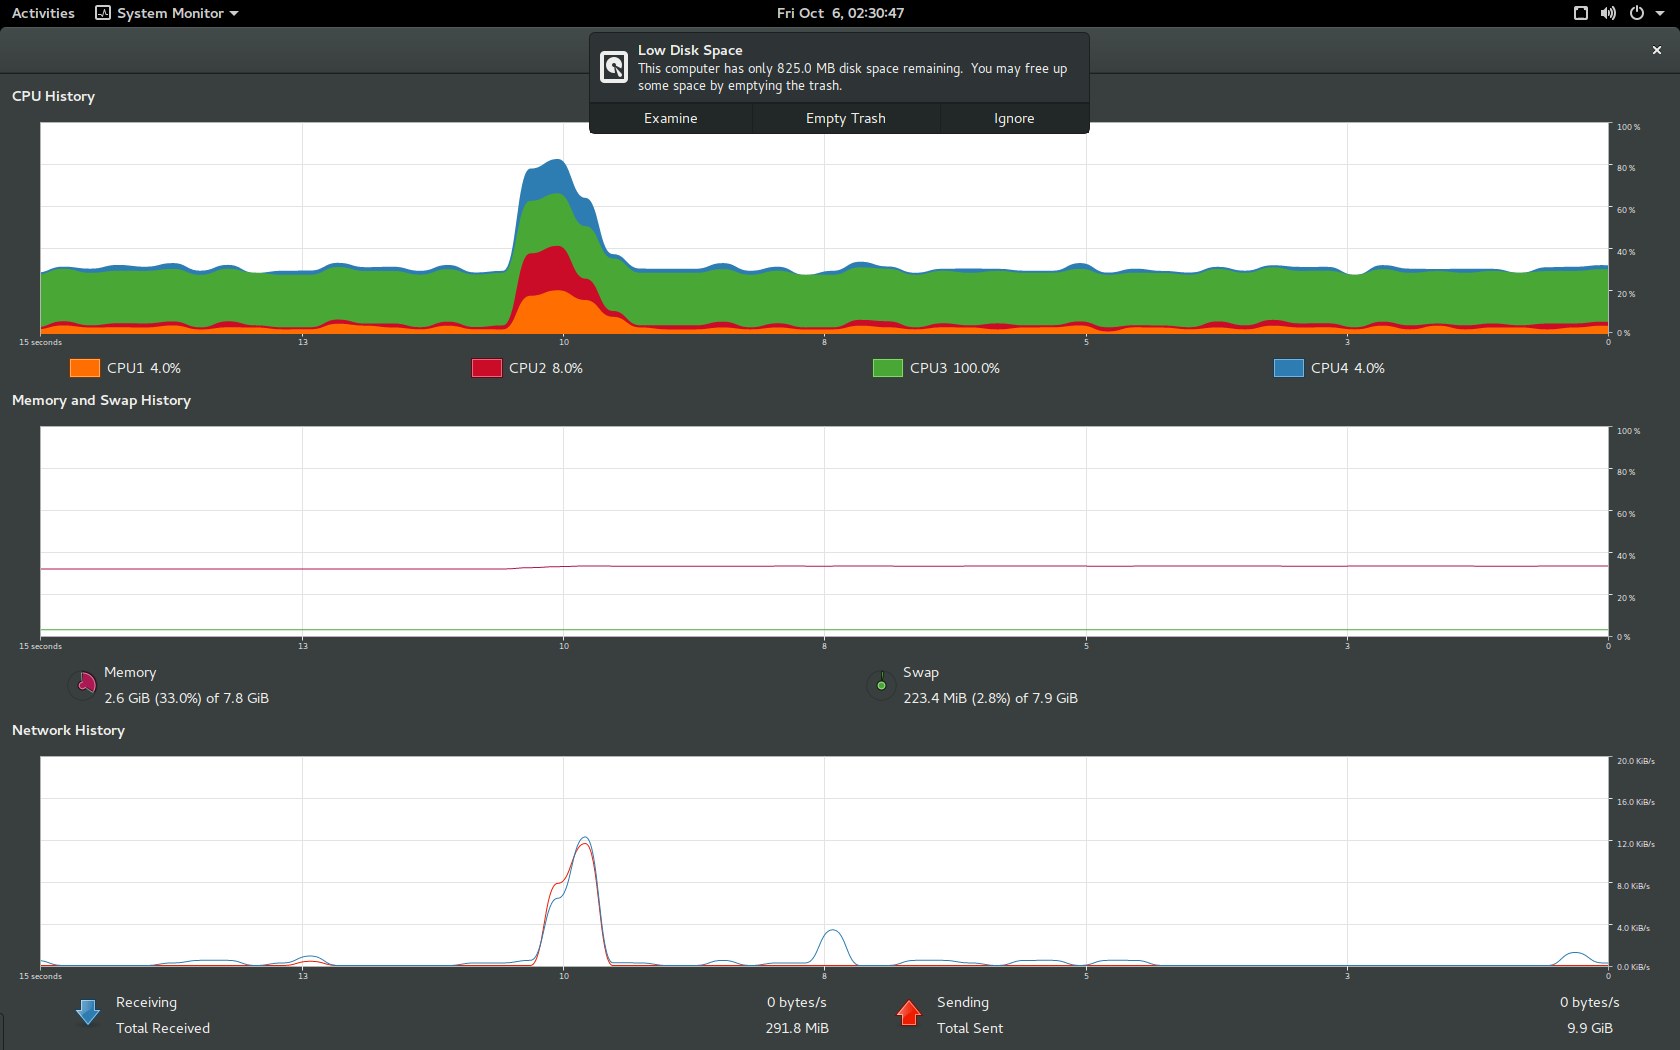 Activities System Monitor Fri Oct 6, 02:30:47
Low Disk Space
This computer has only 825.0 MB disk space remaining. You may free up
some space by emptying the trash.
Examine Empty Trash Ignore
CPU History
100 %
80 %
60 %
40 %
20 %
0 %
15 seconds 13 10 8 5 3 0
CPU1 4.0% CPU2 8.0% CPU3 100.0% CPU4 4.0%
Memory and Swap History
100 %
80 %
60 %
40 %
20 %
0 %
15 seconds 13 10 8 5 3 0
Memory Swap
2.6 GiB (33.0%) of 7.8 GiB 223.4 MiB (2.8%) of 7.9 GiB
Network History
20.0 KiB/s
16.0 KiB/s
12.0 KiB/s
8.0 KiB/s
4.0 KiB/s
0.0 KiB/s
15 seconds 13 10 8 5 3 0
Receiving 0 bytes/s Sending 0 bytes/s
Total Received 291.8 MiB Total Sent 9.9 GiB